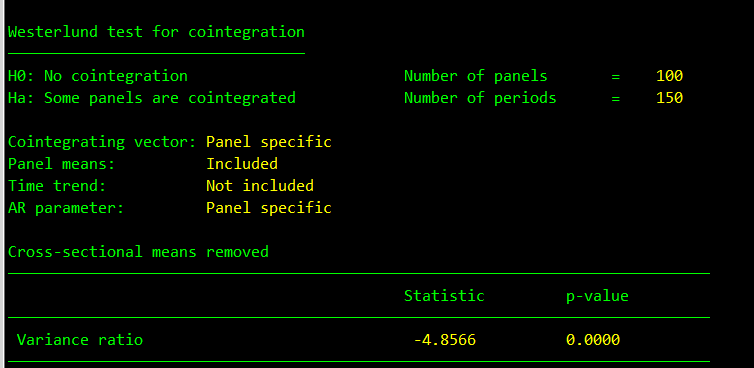 Westerlund test for cointegration
H0: No cointegration Number of panels = 100
Ha: Some panels are cointegrated Number of periods = 150
Cointegrating vector: Panel specific
Panel means: Included
Time trend: Not included
AR parameter: Panel specific
Cross-sectional means removed
Statistic p-value
Variance ratio -4.8566 0.0000